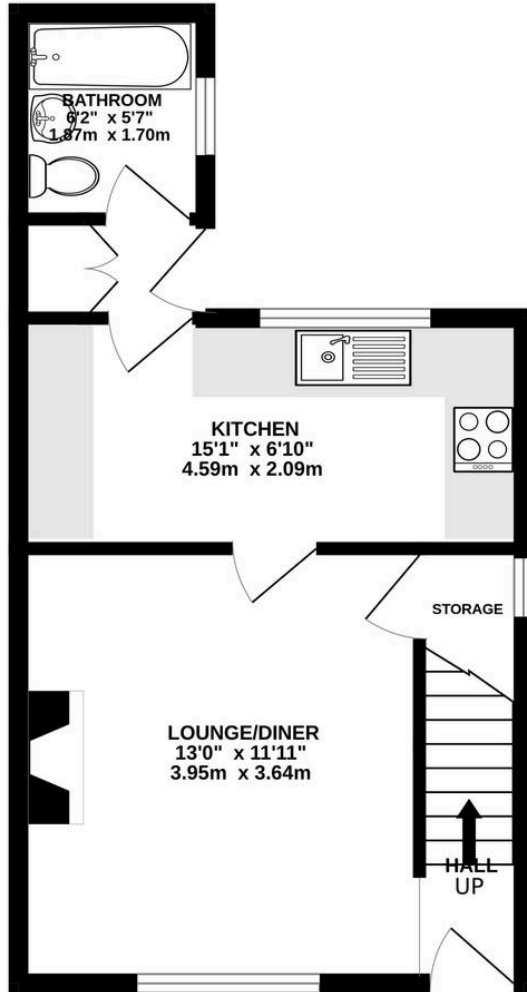 BATHROOM
6'2" x 5'7"
1.87m x 1.70m
KITCHEN
15'1" x 6'10"
4.59m x 2.09m
STORAGE
LOUNGE/DINER
13'0" x 11'11"
3.95m x 3.64m
HALL
UP